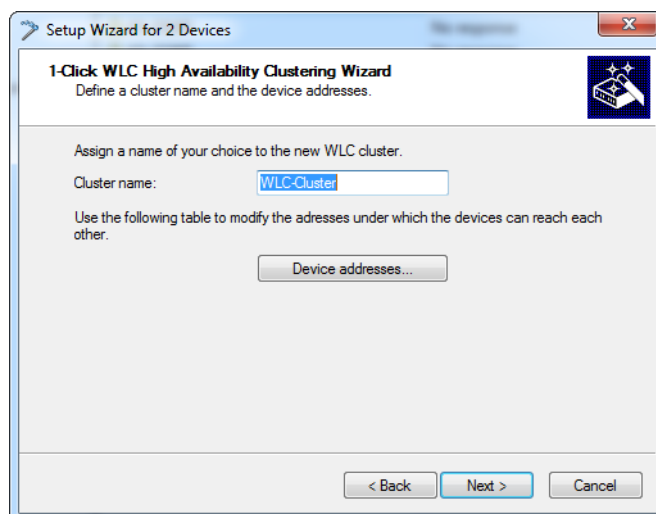 Setup Wizard for 2 Devices
1-Click WLC High Availability Clustering Wizard
Define a cluster name and the device addresses.
Assign a name of your choice to the new WLC cluster.
Cluster name:
WLC-Cluster
Use the following table to modify the adresses under which the devices can reach each
other.
Device addresses...
< Back
Next >
Cancel